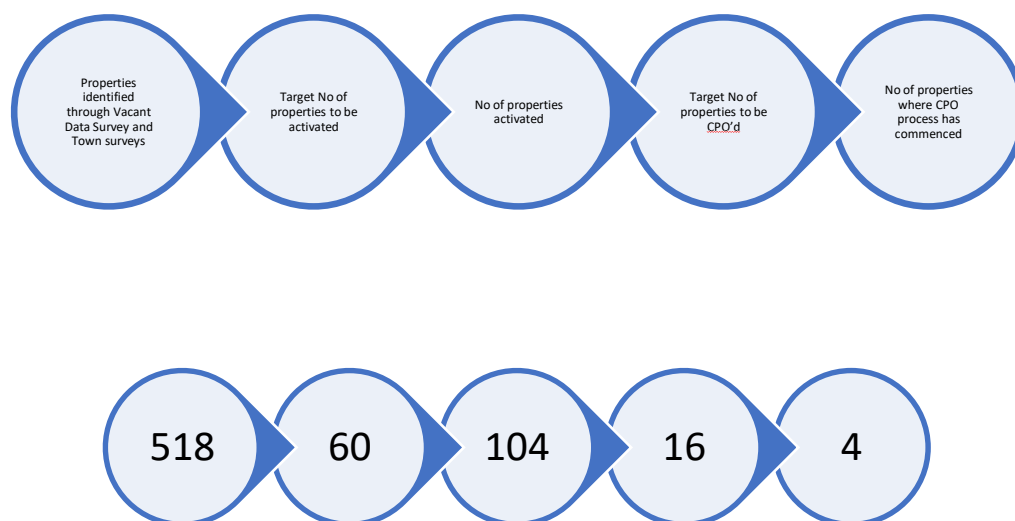 Properties
identified
through Vacant
Data Survey and
Town surveys
Target No of
properties to be
activated
No of properties
activated
Target No of
properties to be
CPO'd
No of properties
where CPO
process has
commenced
518
60
104
16
4